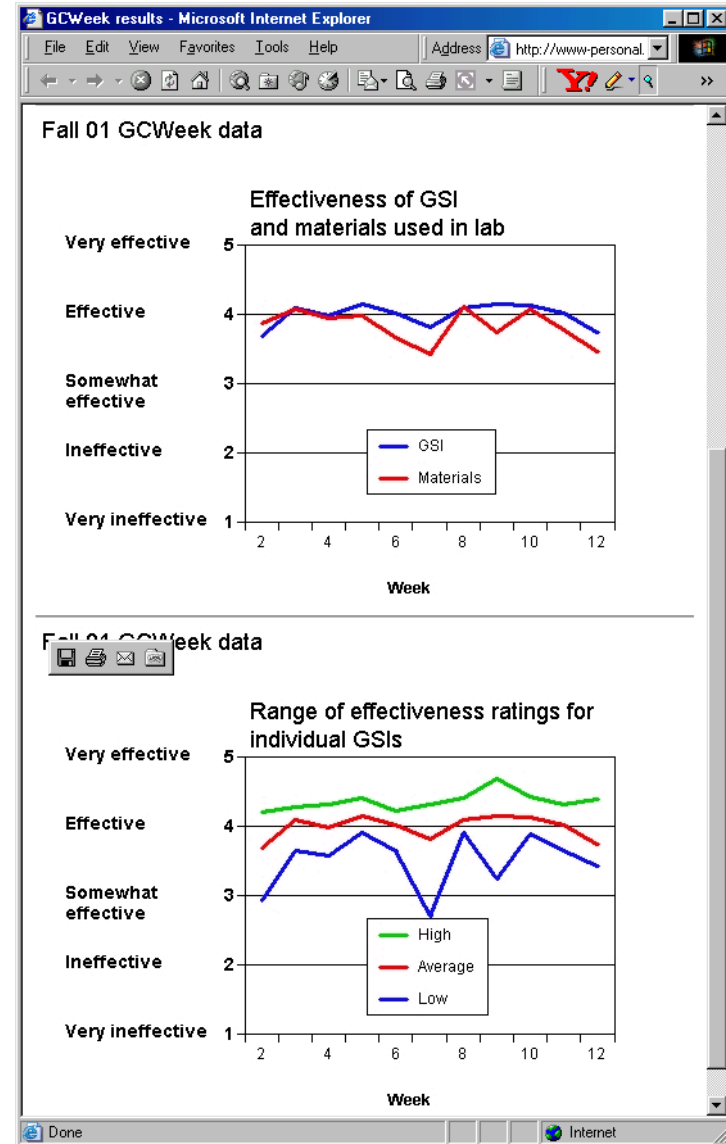 GCWeek results - Microsoft Internet Explorer
File Edit View Favorites Tools Help Address http://www-personal.
Y! »
Fall 01 GCWeek data
Effectiveness of GSI
and materials used in lab
Very effective 5
Effective 4
Somewhat
effective 3
Ineffective 2
Very ineffective 1
GSI
Materials
2 4 6 8 10 12
Week
Fall 01 GCWeek data
Range of effectiveness ratings for
individual GSIs
Very effective 5
Effective 4
Somewhat
effective 3
Ineffective 2
Very ineffective 1
High
Average
Low
2 4 6 8 10 12
Week
Done Internet